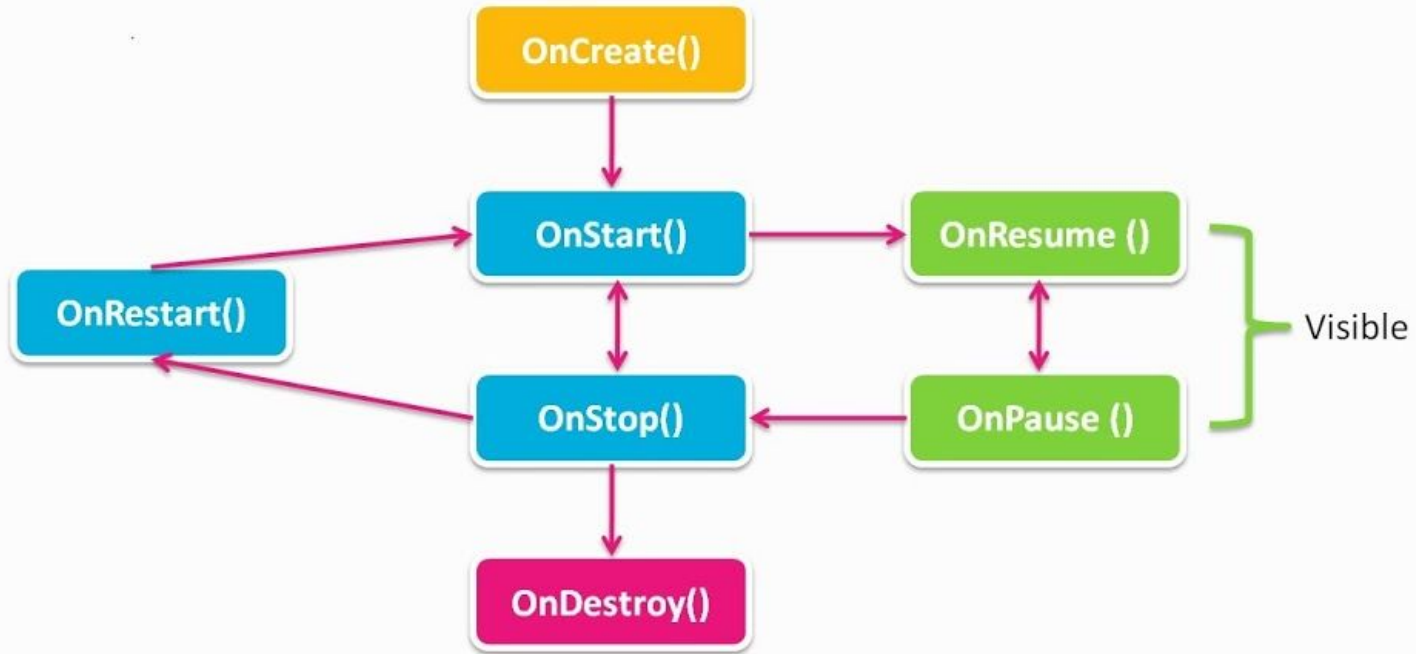 OnCreate()
OnStart()
OnResume ()
OnRestart()
Visible
OnStop()
OnPause ()
OnDestroy()